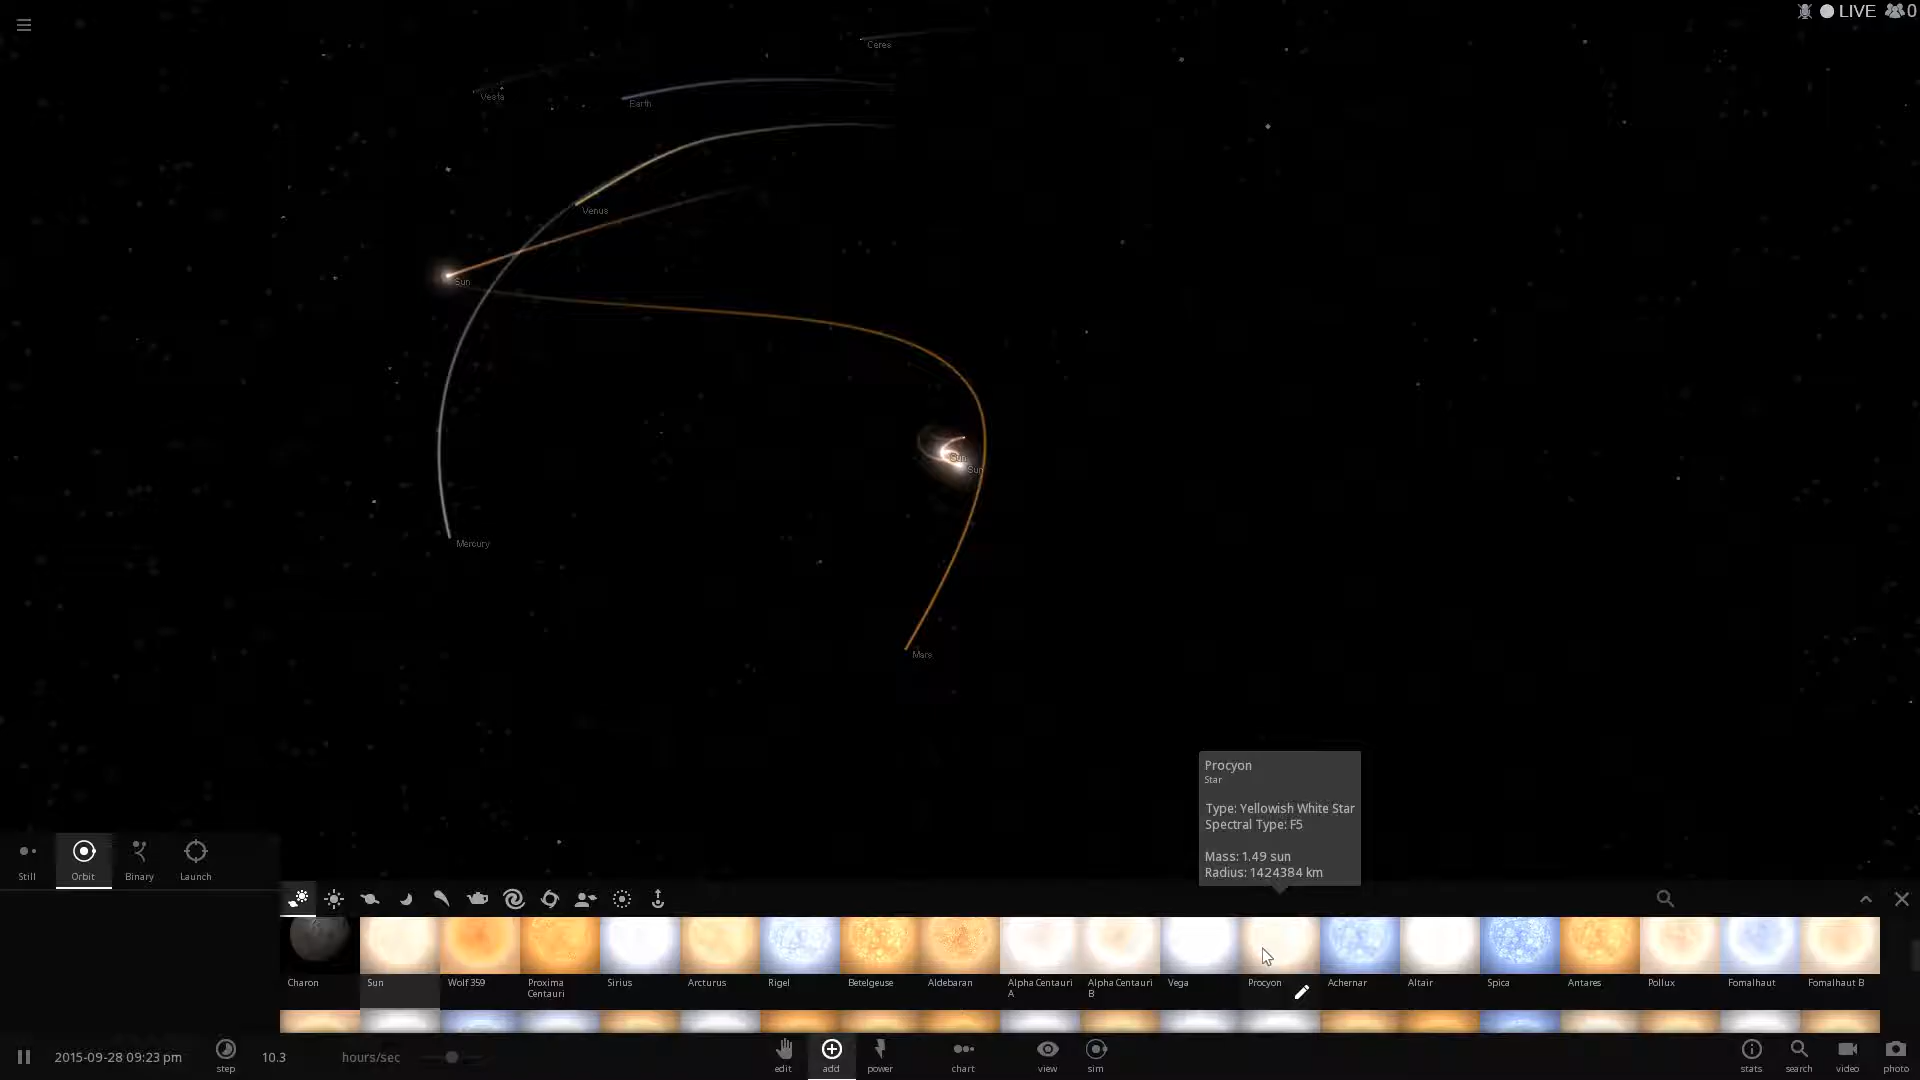 LIVE 0
Ceres
Vesta
Earth
Venus
Sun
Sun
Sun
Mercury
Mars
Procyon
Star
Type: Yellowish White Star
Spectral Type: F5
Mass: 1.49 sun
Radius: 1424384 km
Still Orbit Binary Launch
Charon Sun Wolf 359 Proxima Centauri Sirius Arcturus Rigel Betelgeuse Aldebaran Alpha Centauri A Alpha Centauri B Vega Procyon Achernar Altair Spica Antares Pollux Fomalhaut Fomalhaut B
2015-09-28 09:23 pm step 10.3 hours/sec edit add power chart view sim stats search video photo